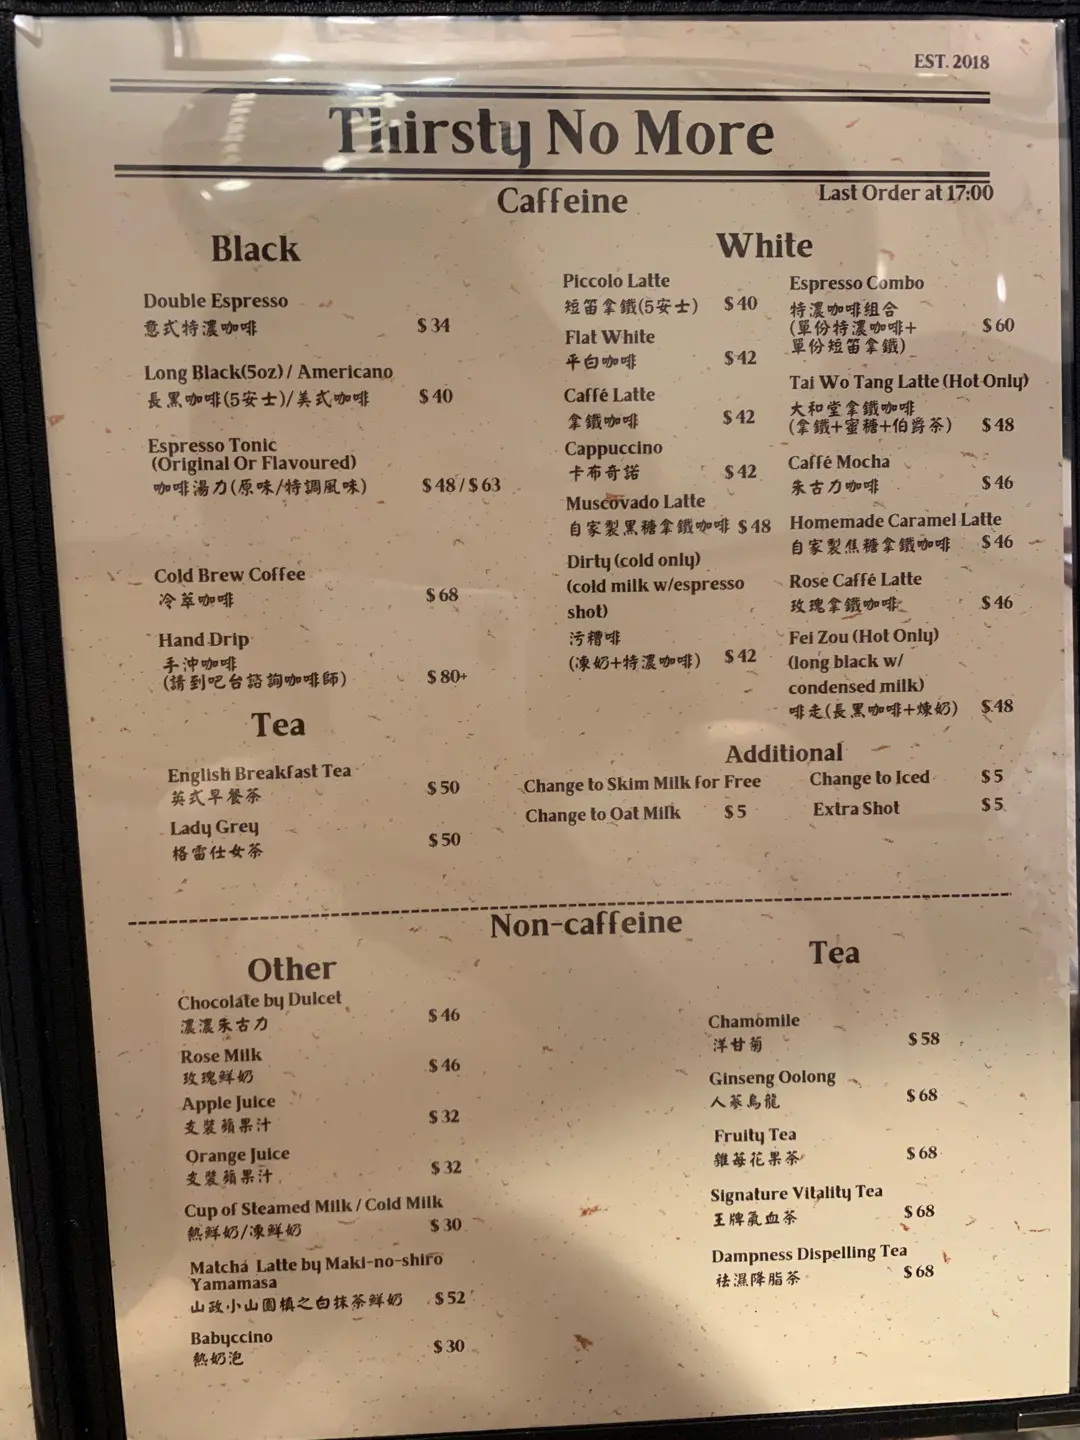 EST. 2018
Thirsty No More
Caffeine
Last Order at 17:00
Black
Double Espresso
意式特濃咖啡 $34
Long Black(5oz) / Americano
長黑咖啡(5安士)/美式咖啡 $40
Espresso Tonic
(Original Or Flavoured)
咖啡湯力(原味/特調風味) $48/$63
Cold Brew Coffee
冷萃咖啡 $68
Hand Drip
手沖咖啡
(請到吧台諮詢咖啡師) $80+
Tea
English Breakfast Tea
英式早餐茶 $50
Lady Grey
格雷仕女茶 $50
White
Piccolo Latte
短笛拿鐵(5安士) $40
Flat White
平白咖啡 $42
Caffé Latte
拿鐵咖啡 $42
Cappuccino
卡布奇諾 $42
Muscovado Latte
自家製黑糖拿鐵咖啡 $48
Dirty (cold only)
(cold milk w/espresso
shot)
污糟啡
(凍奶+特濃咖啡) $42
Espresso Combo
特濃咖啡組合
(單份特濃咖啡+ $60
單份短笛拿鐵)
Tai Wo Tang Latte (Hot Only)
大和堂拿鐵咖啡
(拿鐵+蜜糖+伯爵茶) $48
Caffé Mocha
朱古力咖啡 $46
Homemade Caramel Latte
自家製焦糖拿鐵咖啡 $46
Rose Caffé Latte
玫瑰拿鐵咖啡 $46
Fei Zou (Hot Only)
(long black w/
condensed milk)
啡走(長黑咖啡+煉奶) $48
Additional
Change to Skim Milk for Free
Change to Oat Milk $5
Change to Iced $5
Extra Shot $5
Non-caffeine
Other
Chocolate by Dulcet
濃濃朱古力 $46
Rose Milk
玫瑰鮮奶 $46
Apple Juice
支裝蘋果汁 $32
Orange Juice
支裝蘋果汁 $32
Cup of Steamed Milk / Cold Milk
熱鮮奶/凍鮮奶 $30
Matcha Latte by Maki-no-shiro
Yamamasa
山政小山園槙之白抹茶鮮奶 $52
Babyccino
熱奶泡 $30
Tea
Chamomile
洋甘菊 $58
Ginseng Oolong
人蔘烏龍 $68
Fruity Tea
雜莓花果茶 $68
Signature Vitality Tea
王牌氣血茶 $68
Dampness Dispelling Tea
祛濕降脂茶 $68